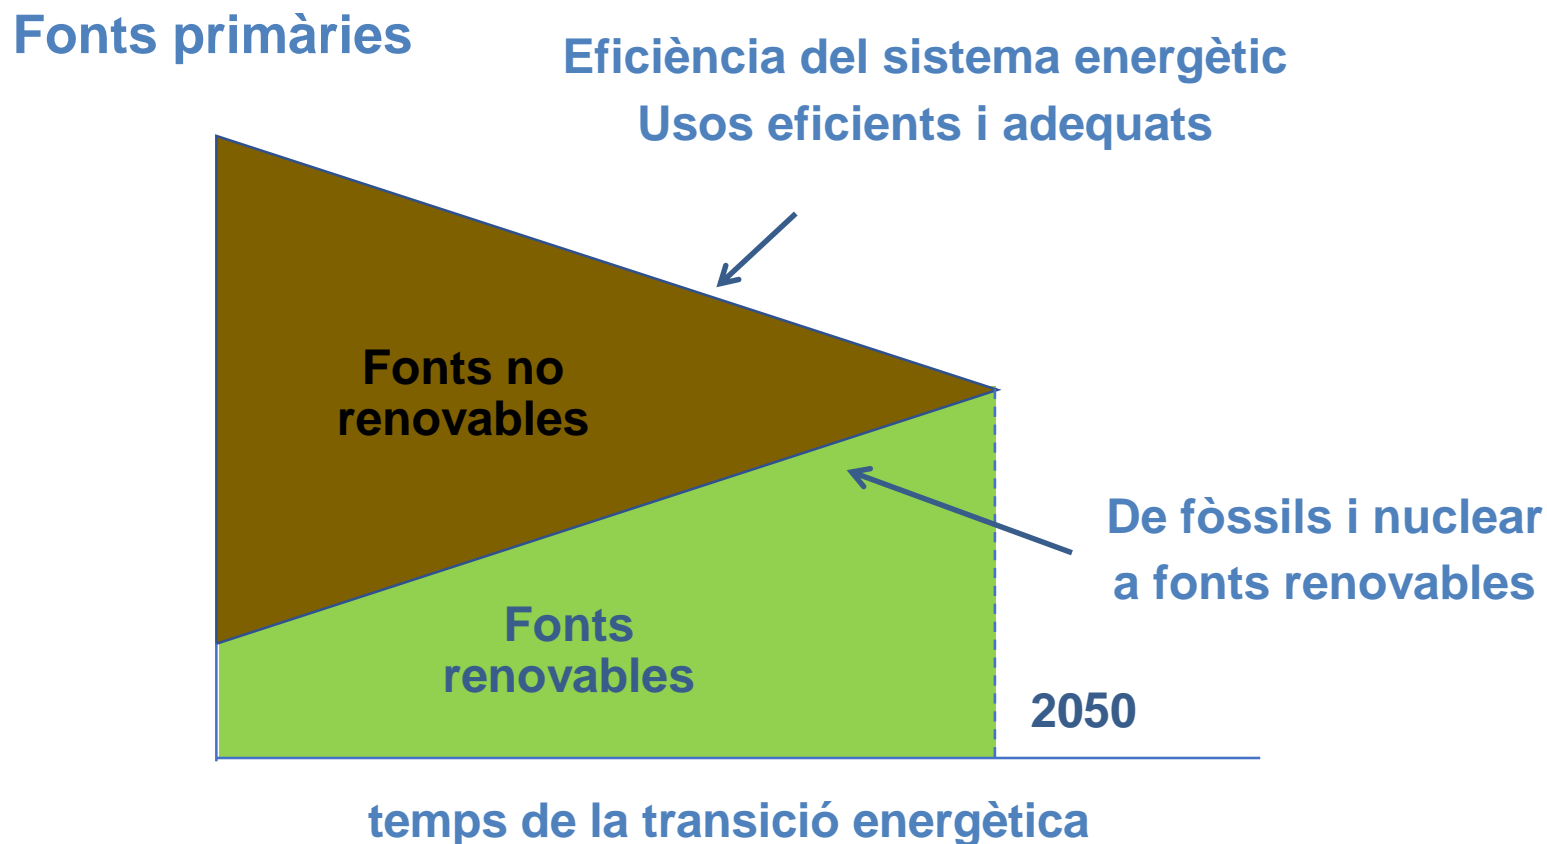 Fonts primàries
Eficiència del sistema energètic
Usos eficients i adequats
Fonts no
renovables
De fòssils i nuclear
a fonts renovables
Fonts
renovables
2050
temps de la transició energètica